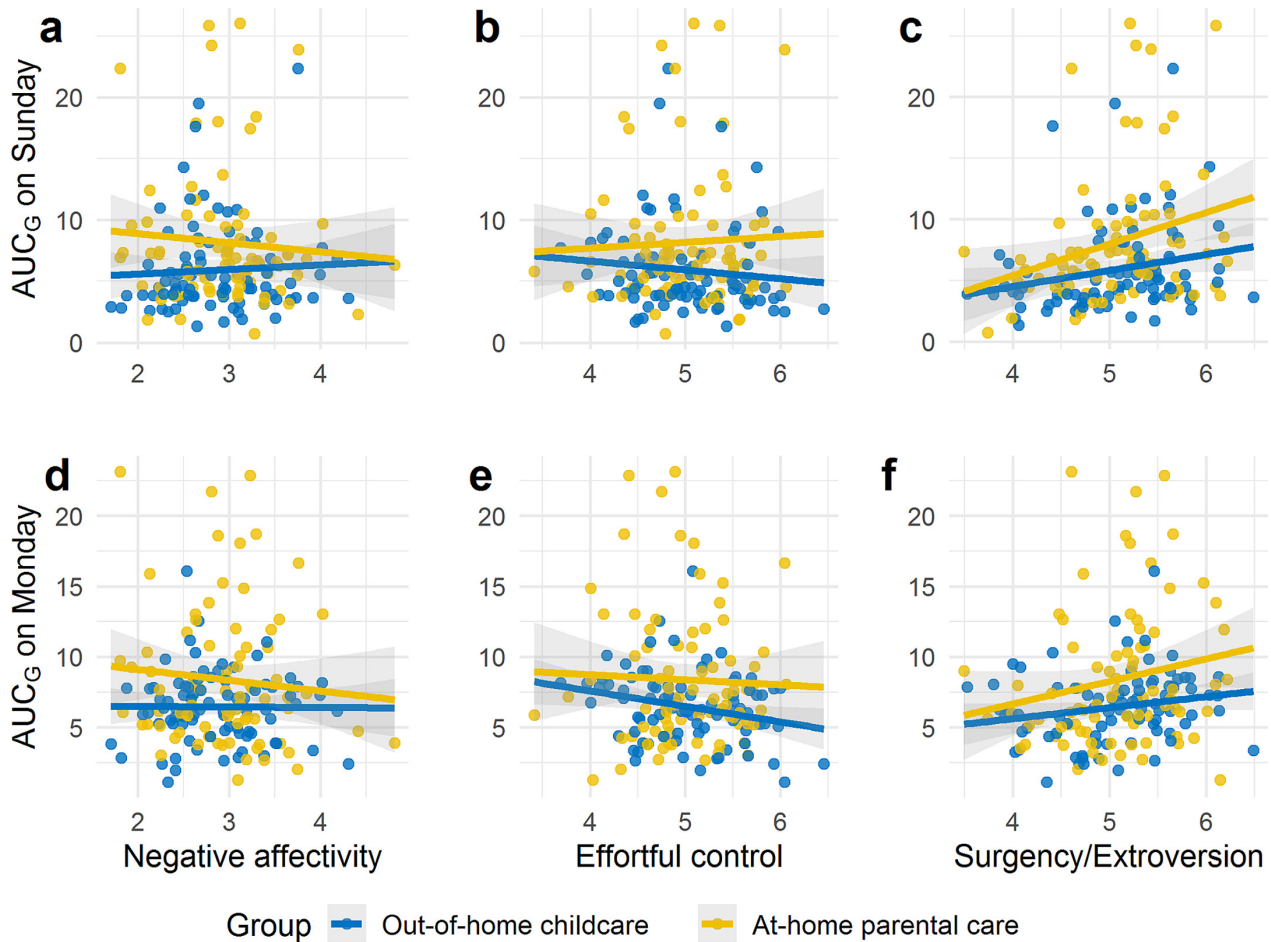 a
b
c
AUCG on Sunday
20
10
0
20
10
0
20
10
0
2 3 4
4 5 6
4 5 6
d
e
f
AUCG on Monday
20
15
10
5
20
15
10
5
20
15
10
5
2 3 4
4 5 6
4 5 6
Negative affectivity
Effortful control
Surgency/Extroversion
Group Out-of-home childcare At-home parental care